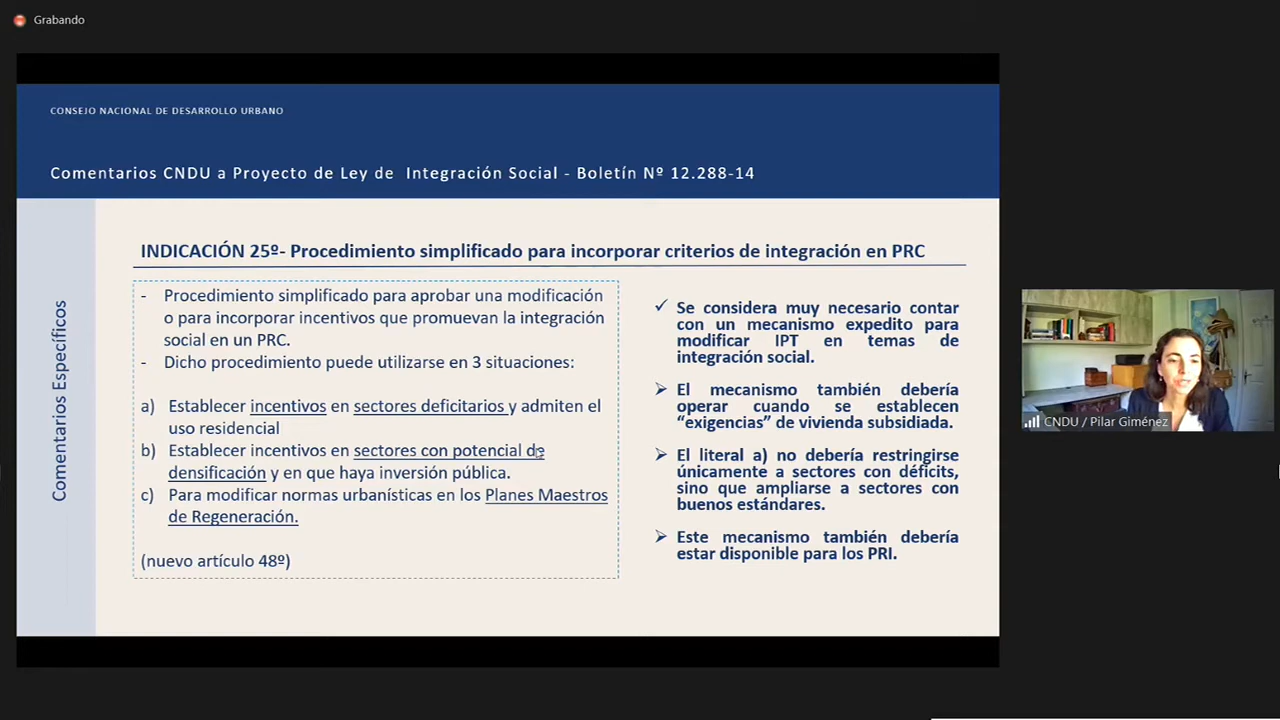 Grabando
CONSEJO NACIONAL DE DESARROLLO URBANO
Comentarios CNDU a Proyecto de Ley de Integración Social - Boletín Nº 12.288-14
Comentarios Específicos
INDICACIÓN 25º- Procedimiento simplificado para incorporar criterios de integración en PRC
- Procedimiento simplificado para aprobar una modificación
o para incorporar incentivos que promuevan la integración
social en un PRC.
- Dicho procedimiento puede utilizarse en 3 situaciones:
a) Establecer incentivos en sectores deficitarios y admiten el
uso residencial
b) Establecer incentivos en sectores con potencial de
densificación y en que haya inversión pública.
c) Para modificar normas urbanísticas en los Planes Maestros
de Regeneración.
(nuevo artículo 48º)
✓ Se considera muy necesario contar
con un mecanismo expedito para
modificar IPT en temas de
integración social.
➢ El mecanismo también debería
operar cuando se establecen
“exigencias” de vivienda subsidiada.
➢ El literal a) no debería restringirse
únicamente a sectores con déficits,
sino que ampliarse a sectores con
buenos estándares.
➢ Este mecanismo también debería
estar disponible para los PRI.
CNDU / Pilar Giménez